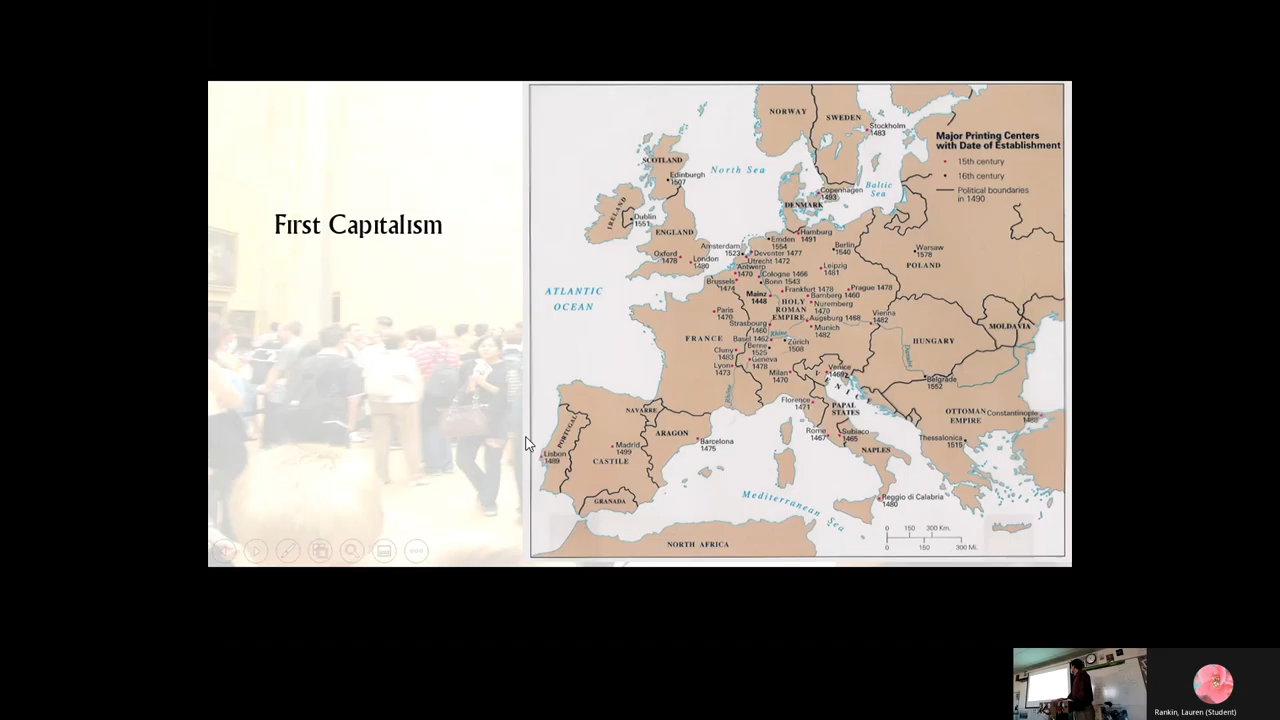 First Capitalism
NORWAY
SWEDEN
Stockholm
1483
Major Printing Centers
with Date of Establishment
15th century
16th century
Political boundaries
in 1490
SCOTLAND
Edinburgh
1507
North Sea
Baltic
Sea
Copenhagen
1493
DENMARK
IRELAND
Dublin
1551
ENGLAND
Hamburg
1491
Emden
1554
Amsterdam
1523
Deventer 1477
Utrecht 1472
Berlin
1540
Warsaw
1578
POLAND
Oxford
1478
London
1480
Antwerp
1470
Cologne 1466
Bonn 1543
Leipzig
1481
Brussels
1474
Mainz
1448
Frankfurt 1478
Prague 1478
Bamberg 1460
HOLY
ROMAN
EMPIRE
Nuremberg
1470
ATLANTIC
OCEAN
Paris
1470
Strasbourg
1460
Augsburg 1468
Munich
1482
Vienna
1482
MOLDAVIA
FRANCE
Rhine
Basel 1462
Zürich
1508
Berne
1525
HUNGARY
Danube
Cluny
1483
Geneva
1478
Lyon
1473
Milan
1470
Venice
1469
VENICE
Belgrade
1552
Rhône
Florence
1471
PAPAL
STATES
OTTOMAN
EMPIRE
Constantinople
1488
NAVARRE
PORTUGAL
ARAGON
Rome
1467
Subiaco
1465
Thessalonica
1515
Madrid
1499
Barcelona
1475
NAPLES
Lisbon
1489
CASTILE
GRANADA
Mediterranean Sea
Reggio di Calabria
1480
0 150 300 Km.
0 150 300 Mi.
NORTH AFRICA
Rankin, Lauren (Student)